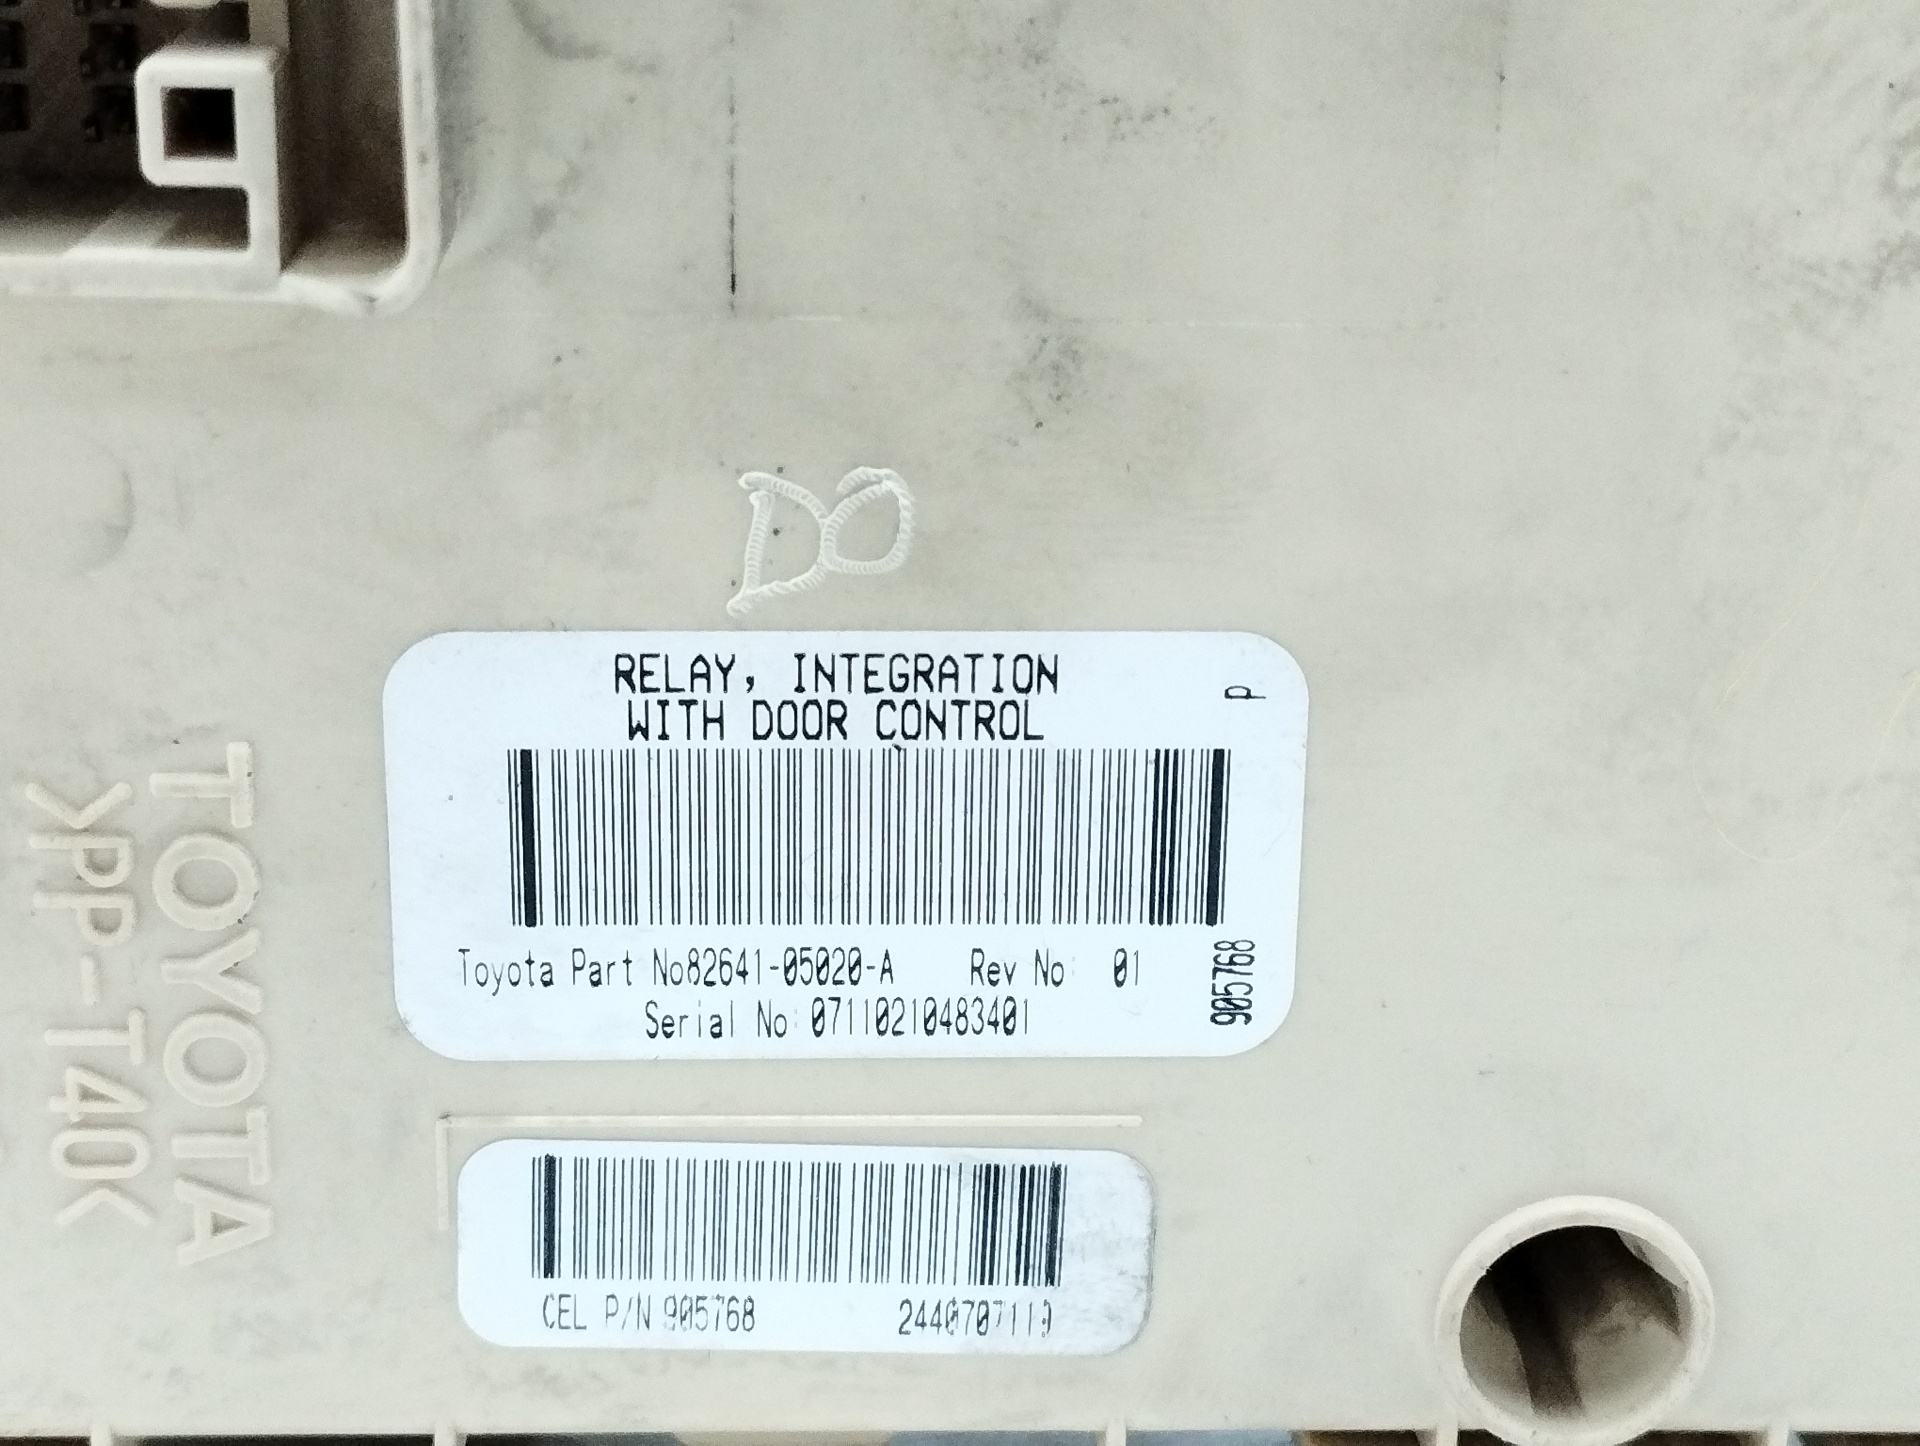 DO
RELAY, INTEGRATION
WITH DOOR CONTROL
P
Toyota Part No82641-05020-A Rev No: 01
Serial No: 07110210483401
905768
TOYOTA
>PP-T40<
CEL P/N 905768